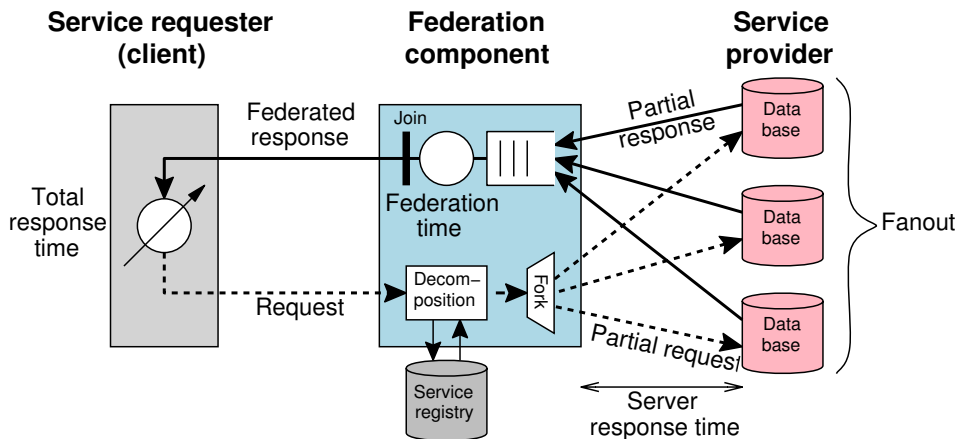 Service requester
(client)
Federation
component
Service
provider
Federated
response
Join
Partial
response
Data
base
Total
response
time
Federation
time
Data
base
Fanout
Request
Decom-
position
Fork
Data
base
Partial request
Service
registry
Server
response time